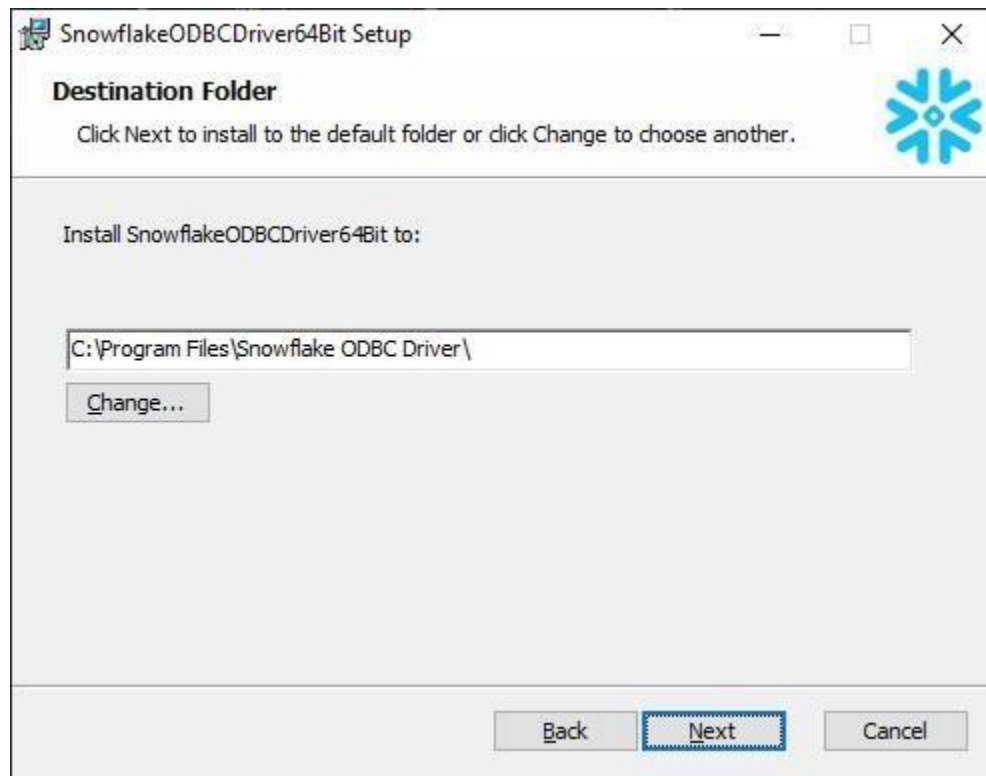 SnowflakeODBCDriver64Bit Setup
Destination Folder
Click Next to install to the default folder or click Change to choose another.
Install SnowflakeODBCDriver64Bit to:
C:\Program Files\Snowflake ODBC Driver\
Change...
Back Next Cancel